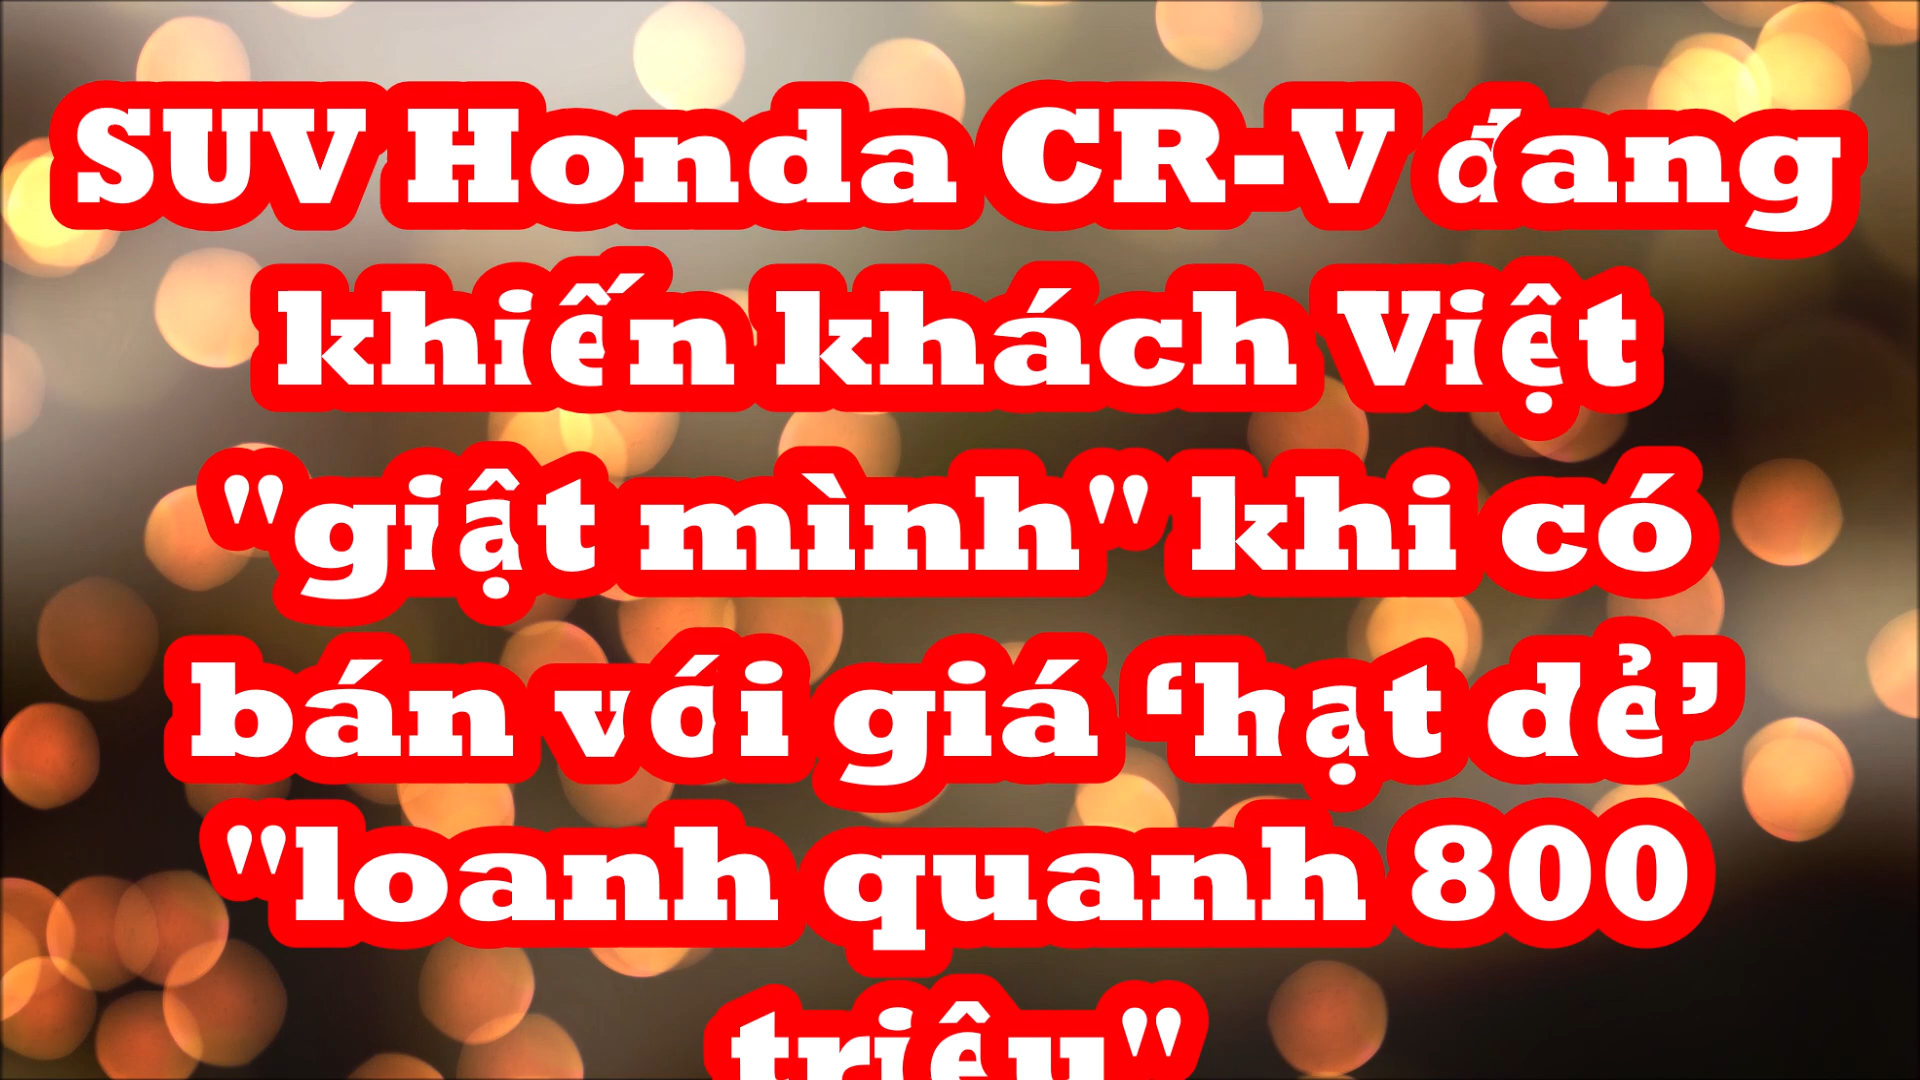 SUV Honda CR-V đang
khiến khách Việt
"giật mình" khi có
bán với giá ‘hạt dẻ’
"loanh quanh 800
triệu"